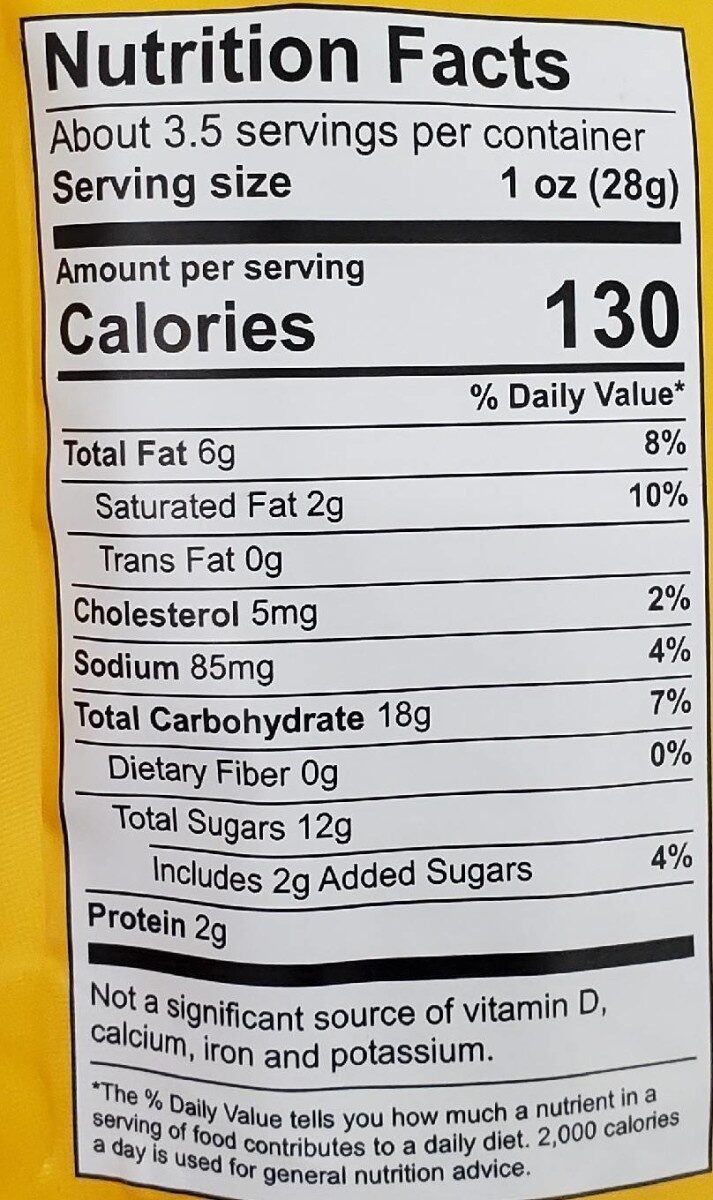 Nutrition Facts
About 3.5 servings per container
Serving size 1 oz (28g)
Amount per serving
Calories 130
% Daily Value*
Total Fat 6g 8%
Saturated Fat 2g 10%
Trans Fat 0g
Cholesterol 5mg 2%
Sodium 85mg 4%
Total Carbohydrate 18g 7%
Dietary Fiber 0g 0%
Total Sugars 12g
Includes 2g Added Sugars 4%
Protein 2g
Not a significant source of vitamin D,
calcium, iron and potassium.
*The % Daily Value tells you how much a nutrient in a
serving of food contributes to a daily diet. 2,000 calories
a day is used for general nutrition advice.